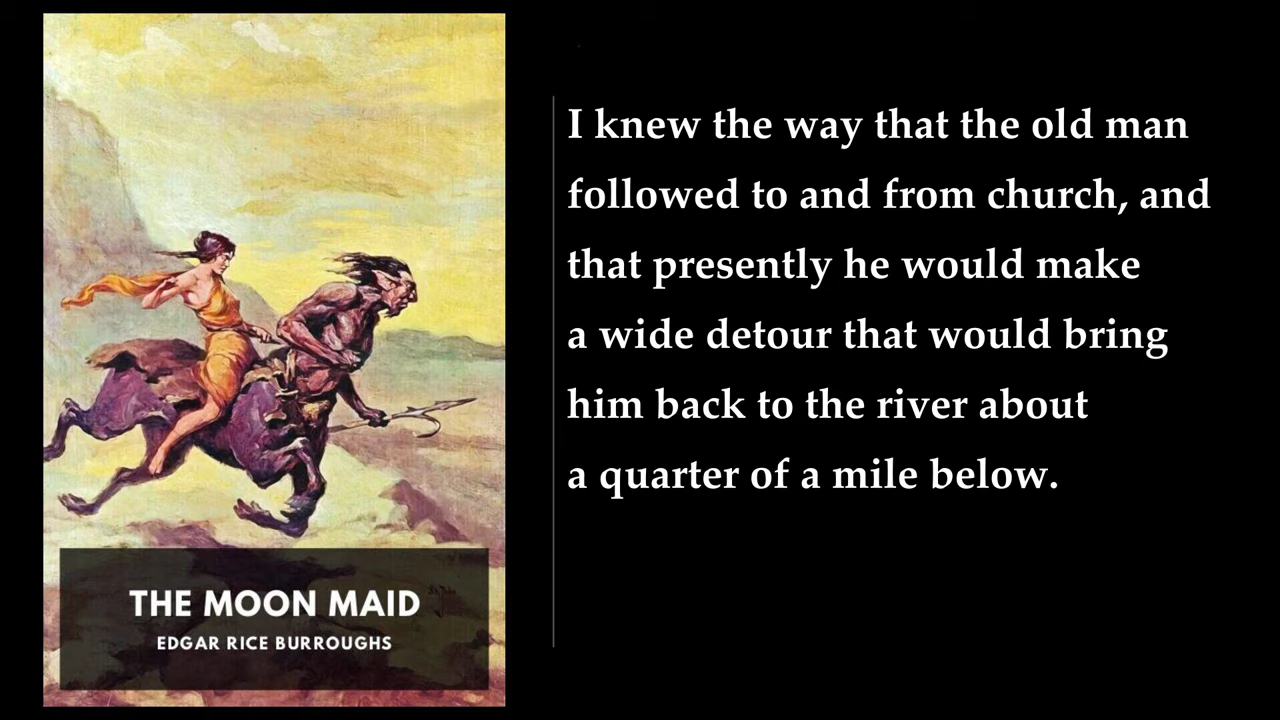 THE MOON MAID
EDGAR RICE BURROUGHS
I knew the way that the old man
followed to and from church, and
that presently he would make
a wide detour that would bring
him back to the river about
a quarter of a mile below.